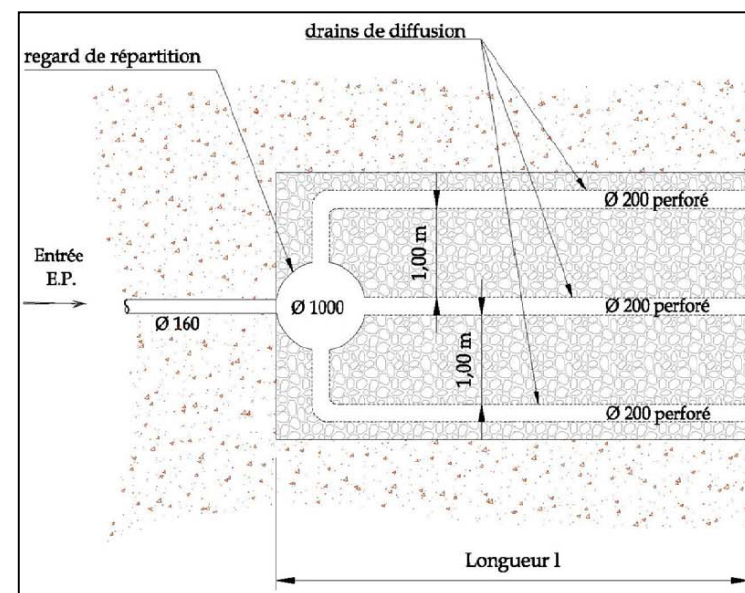 drains de diffusion
regard de répartition
Ø 200 perforé
1,00 m
Entrée
E.P.
Ø 160
Ø 1000
Ø 200 perforé
1,00 m
Ø 200 perforé
Longueur l